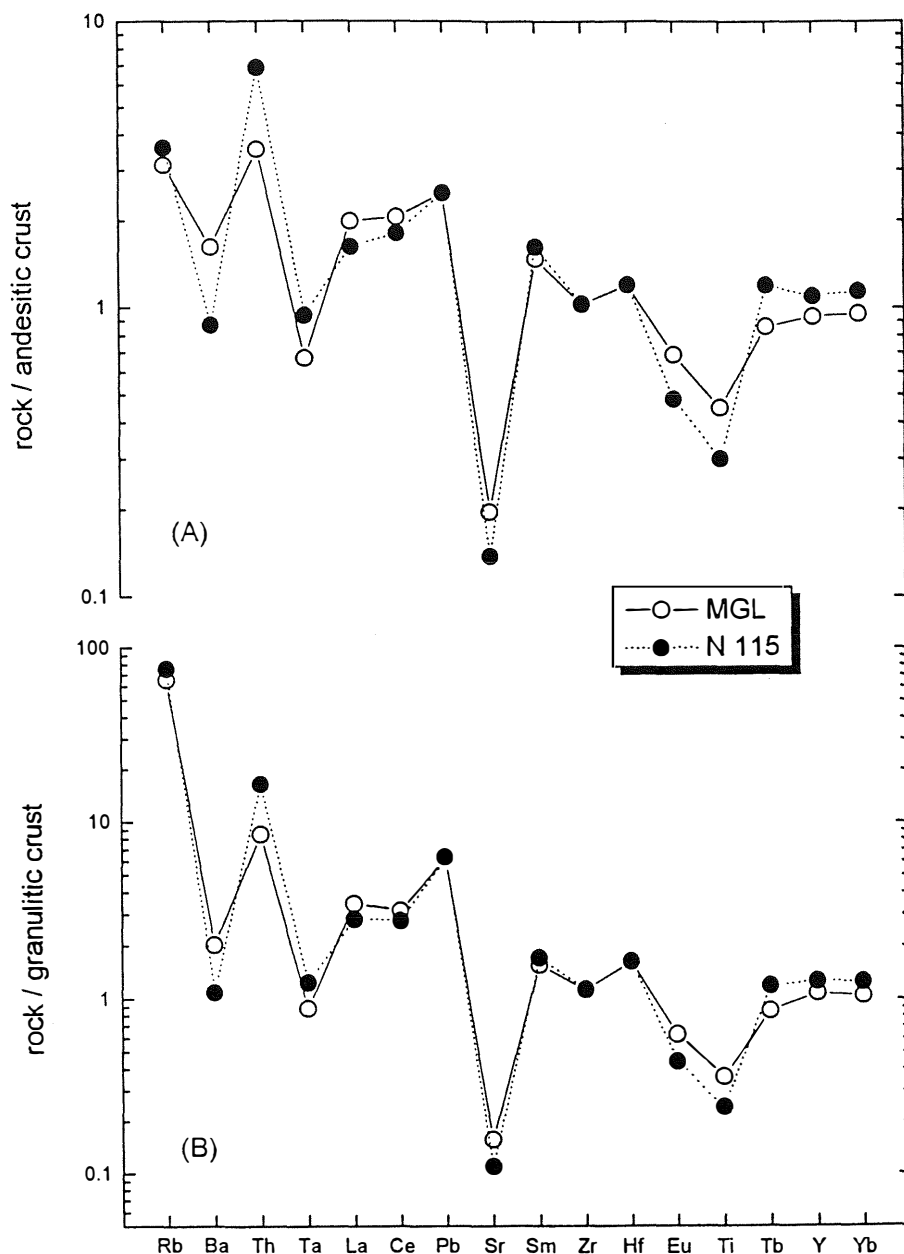 10
1
0.1
rock / andesitic crust
(A)
MGL
N 115
100
10
1
0.1
rock / granulitic crust
(B)
Rb Ba Th Ta La Ce Pb Sr Sm Zr Hf Eu Ti Tb Y Yb